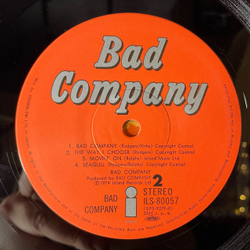 Bad
Company
1. BAD COMPANY (Rodgers/Kirke) Copyright Control
2. THE WAY I CHOOSE (Rodgers) Copyright Control
3. MOVIN' ON (Ralphs) Island Music Ltd
4. SEAGULL (Rodgers/Ralphs) Copyright Control
BAD COMPANY
Produced by BAD COMPANY
℗ 1974 Island Records Ltd
2
STEREO
BAD
COMPANY
i
ILS-80057